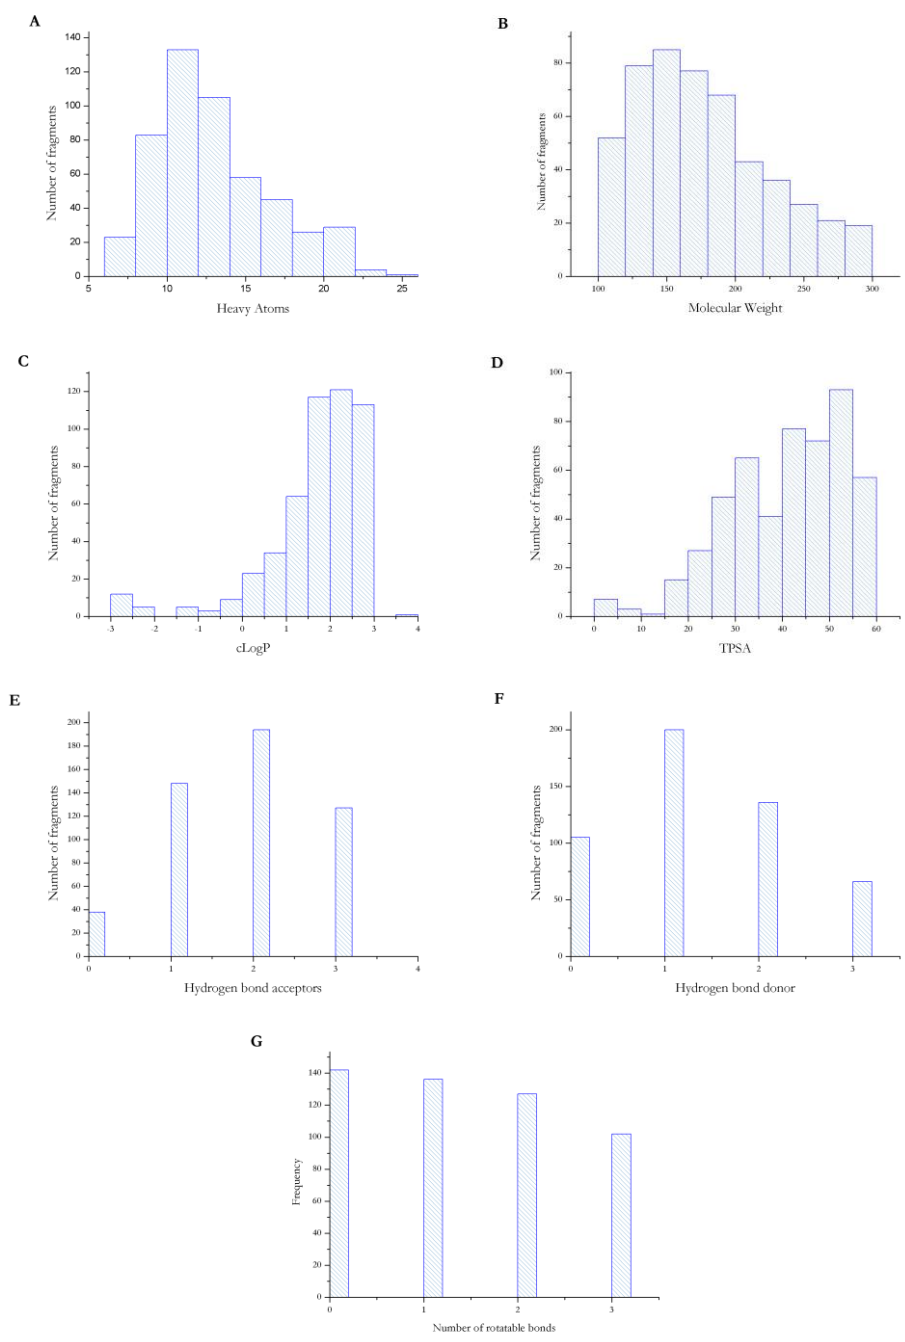 A
140
120
100
80
60
40
20
0
5 10 15 20 25
Number of fragments
Heavy Atoms
B
80
60
40
20
0
100 150 200 250 300
Number of fragments
Molecular Weight
C
120
100
80
60
40
20
0
-3 -2 -1 0 1 2 3 4
Number of fragments
cLogP
D
100
80
60
40
20
0
0 10 20 30 40 50 60
Number of fragments
TPSA
E
200
180
160
140
120
100
80
60
40
20
0
0 1 2 3 4
Number of fragments
Hydrogen bond acceptors
F
200
150
100
50
0
0 1 2 3
Number of fragments
Hydrogen bond donor
G
140
120
100
80
60
40
20
0
0 1 2 3
Frequency
Number of rotatable bonds